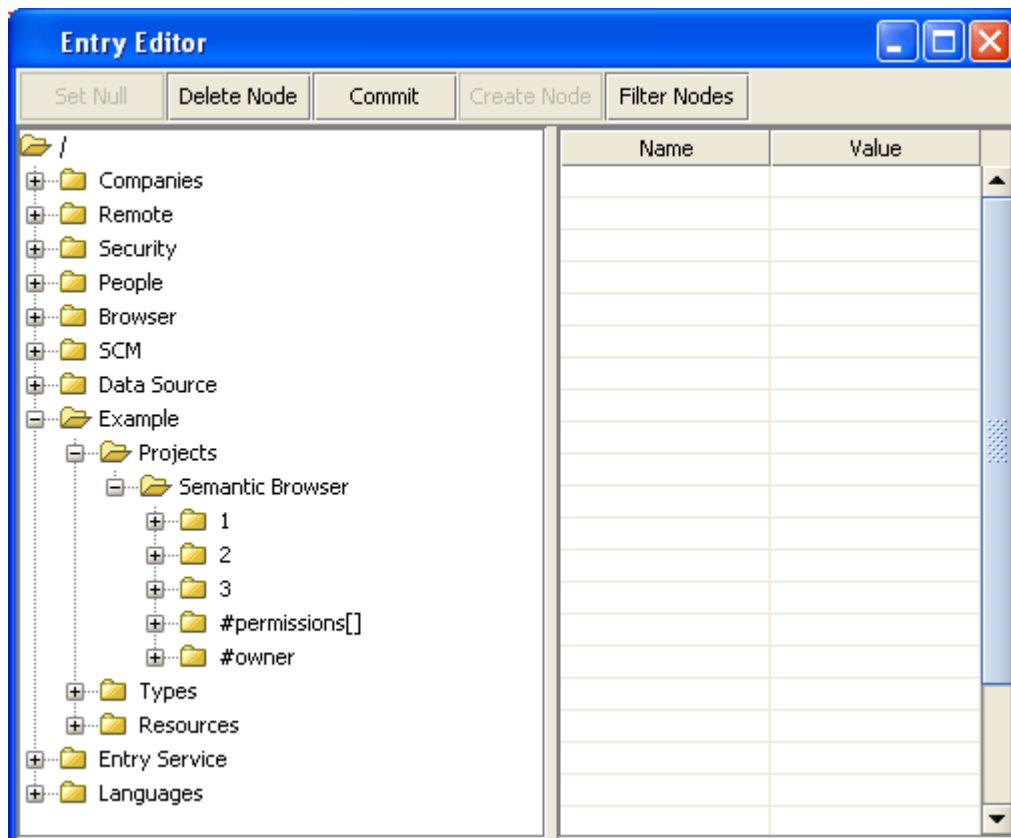 Entry Editor
Set Null Delete Node Commit Create Node Filter Nodes
/
Name Value
Companies
Remote
Security
People
Browser
SCM
Data Source
Example
Projects
Semantic Browser
1
2
3
#permissions[]
#owner
Types
Resources
Entry Service
Languages